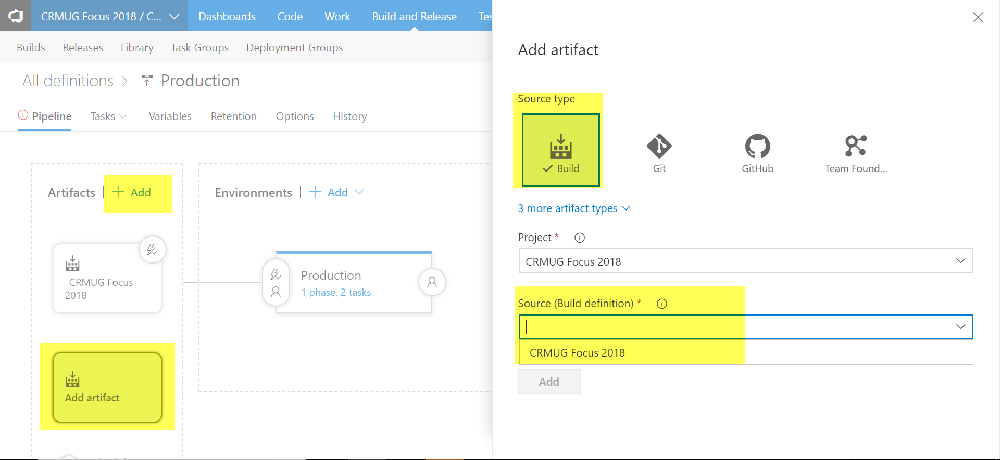 CRMUG Focus 2018 / C...
Dashboards
Code
Work
Build and Release
Tes
Builds
Releases
Library
Task Groups
Deployment Groups
All definitions
Production
Pipeline
Tasks
Variables
Retention
Options
History
Artifacts
Add
Environments
Add
_CRMUG Focus
2018
Production
1 phase, 2 tasks
Add artifact
Add artifact
Source type
Build
Git
GitHub
Team Found...
3 more artifact types
Project *
CRMUG Focus 2018
Source (Build definition) *
CRMUG Focus 2018
Add